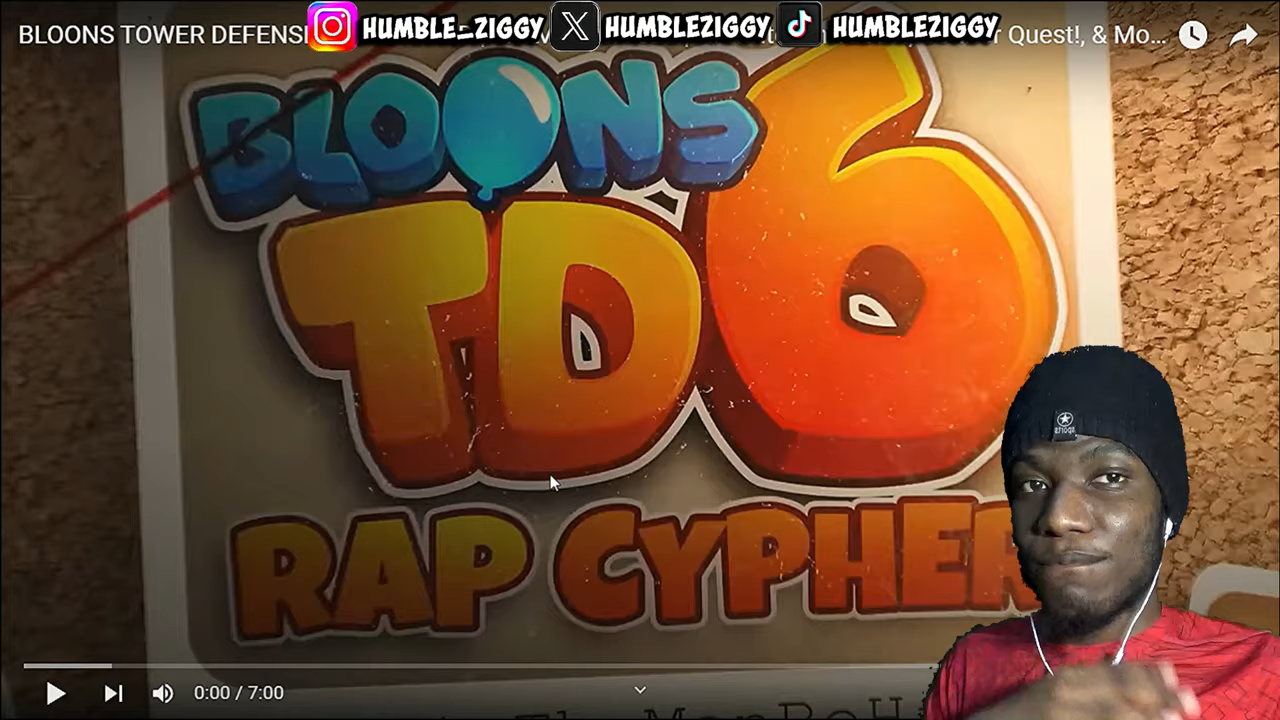 BLOONS TOWER DEFENS
HUMBLE_ZIGGY
HUMBLEZIGGY
HUMBLEZIGGY
r Quest!, & Mo...
BLOONS
TD6
RAP CYPHER
0:00 / 7:00